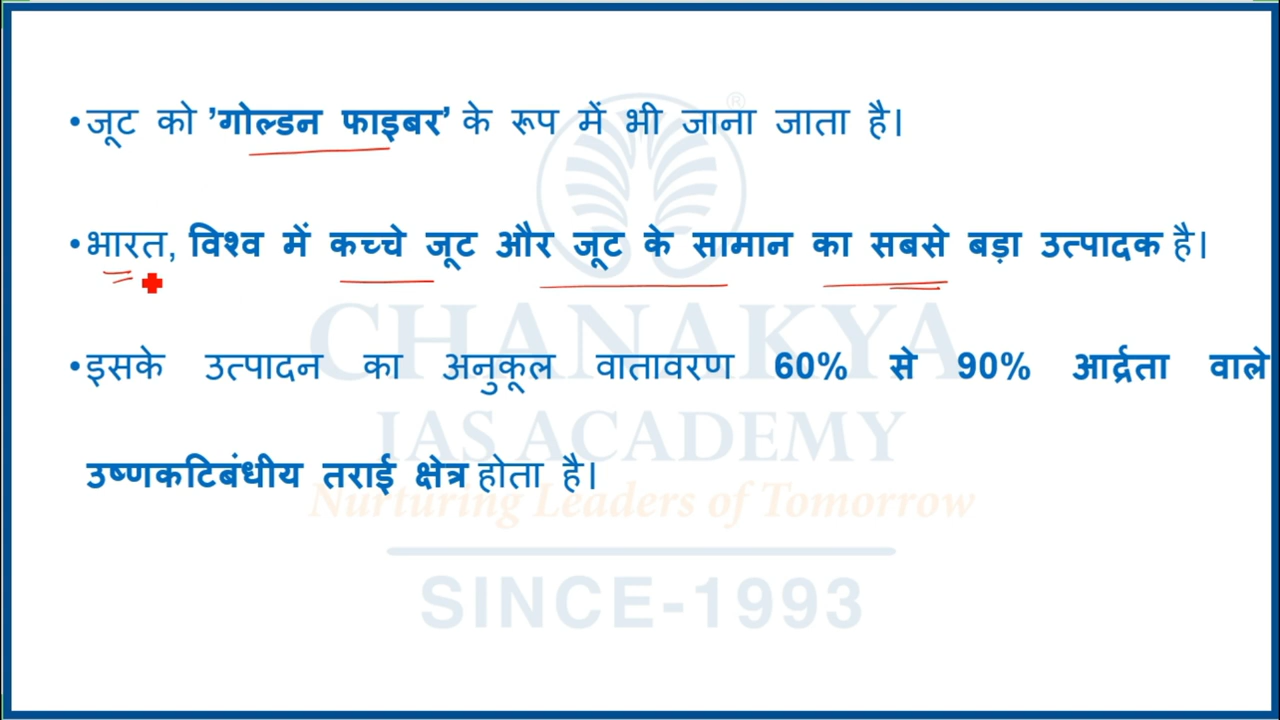 •जूट को ’गोल्डन फाइबर’ के रूप में भी जाना जाता है।
•भारत, विश्व में कच्चे जूट और जूट के सामान का सबसे बड़ा उत्पादक है।
•इसके उत्पादन का अनुकूल वातावरण 60% से 90% आर्द्रता वाले
उष्णकटिबंधीय तराई क्षेत्र होता है।
®
CHANAKYA
IAS ACADEMY
Nurturing Leaders of Tomorrow
SINCE-1993